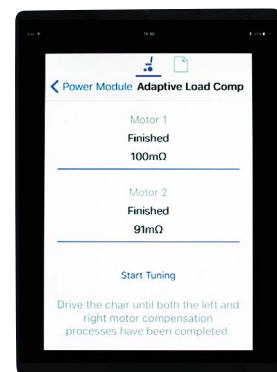 Power Module Adaptive Load Comp
Motor 1
Finished
100mΩ
Motor 2
Finished
91mΩ
Start Tuning
Drive the chair until both the left and
right motor compensation
processes have been completed.